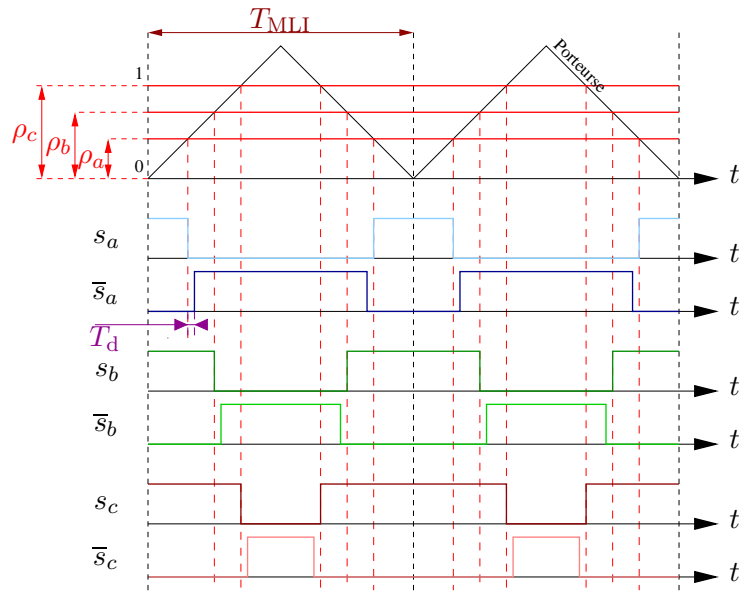 T_MLI
Porteurse
1
ρ_c
ρ_b
ρ_a
0
t
s_a
t
s̅_a
t
T_d
s_b
t
s̅_b
t
s_c
t
s̅_c
t